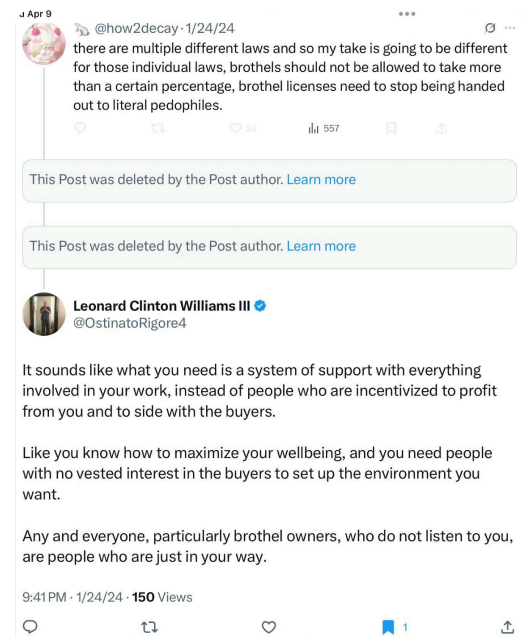 Apr 9
@how2decay · 1/24/24
there are multiple different laws and so my take is going to be different
for those individual laws, brothels should not be allowed to take more
than a certain percentage, brothel licenses need to stop being handed
out to literal pedophiles.
34
557
This Post was deleted by the Post author. Learn more
This Post was deleted by the Post author. Learn more
Leonard Clinton Williams III
@OstinatoRigore4
It sounds like what you need is a system of support with everything
involved in your work, instead of people who are incentivized to profit
from you and to side with the buyers.
Like you know how to maximize your wellbeing, and you need people
with no vested interest in the buyers to set up the environment you
want.
Any and everyone, particularly brothel owners, who do not listen to you,
are people who are just in your way.
9:41 PM · 1/24/24 · 150 Views
1